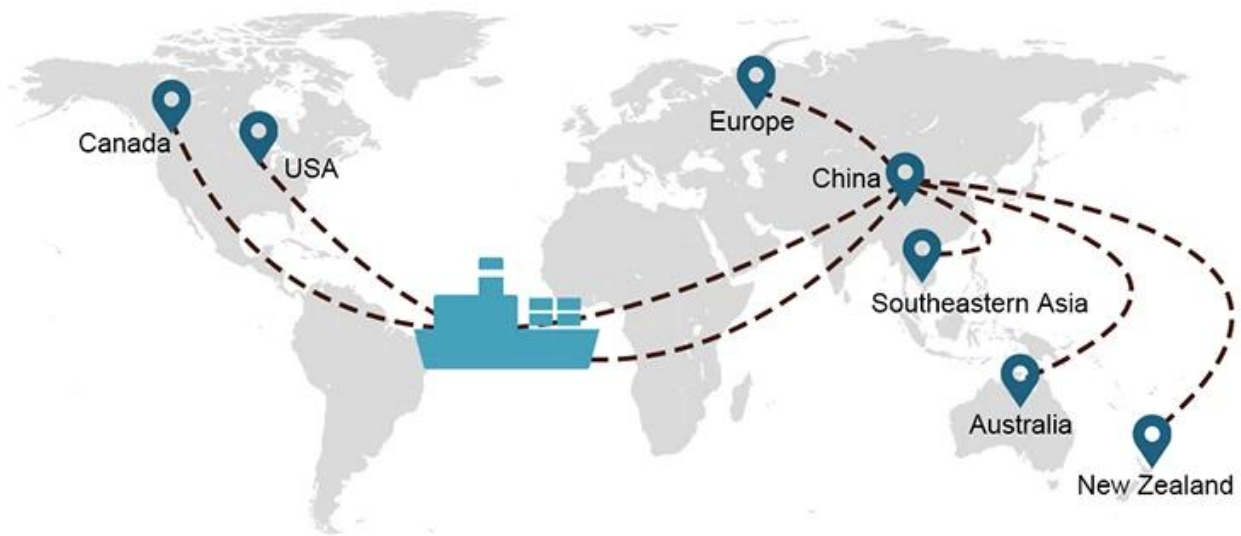 Canada
USA
Europe
China
Southeastern Asia
Australia
New Zealand